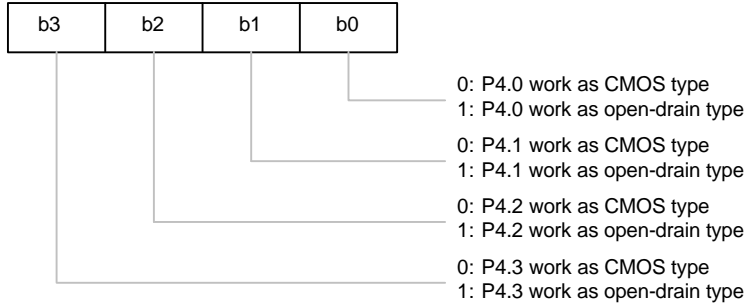 b3 b2 b1 b0
0: P4.0 work as CMOS type
1: P4.0 work as open-drain type
0: P4.1 work as CMOS type
1: P4.1 work as open-drain type
0: P4.2 work as CMOS type
1: P4.2 work as open-drain type
0: P4.3 work as CMOS type
1: P4.3 work as open-drain type